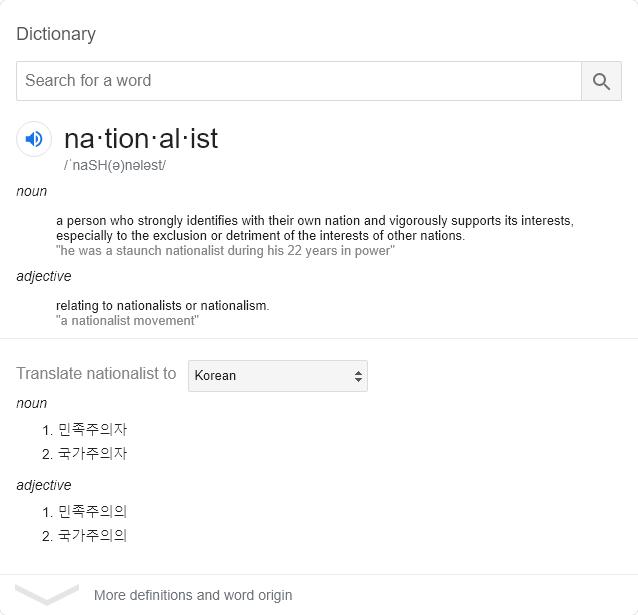 Dictionary
Search for a word
na·tion·al·ist
/ˈnaSH(ə)nələst/
noun
a person who strongly identifies with their own nation and vigorously supports its interests,
especially to the exclusion or detriment of the interests of other nations.
"he was a staunch nationalist during his 22 years in power"
adjective
relating to nationalists or nationalism.
"a nationalist movement"
Translate nationalist to Korean
noun
1. 민족주의자
2. 국가주의자
adjective
1. 민족주의의
2. 국가주의의
More definitions and word origin